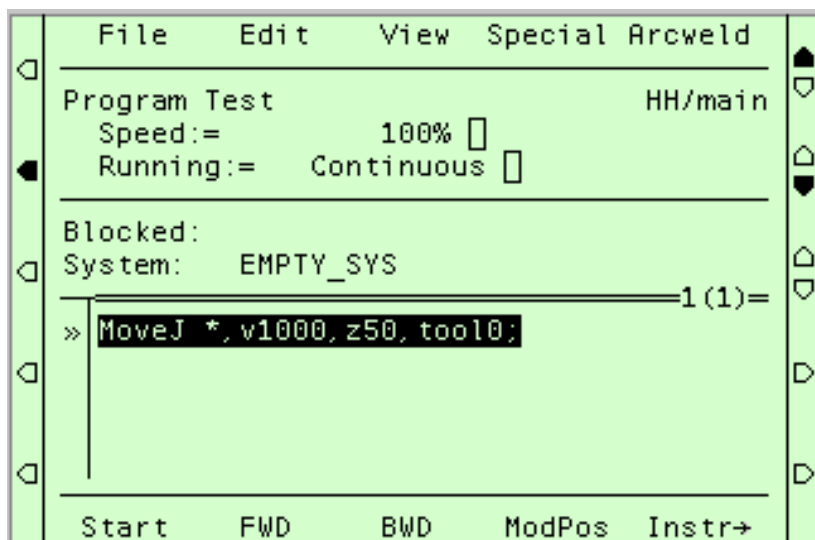 File Edit View Special Arcweld
Program Test HH/main
Speed:= 100%
Running:= Continuous
Blocked:
System: EMPTY_SYS
1(1)
» MoveJ *,v1000,z50,tool0;
Start FWD BWD ModPos Instr→